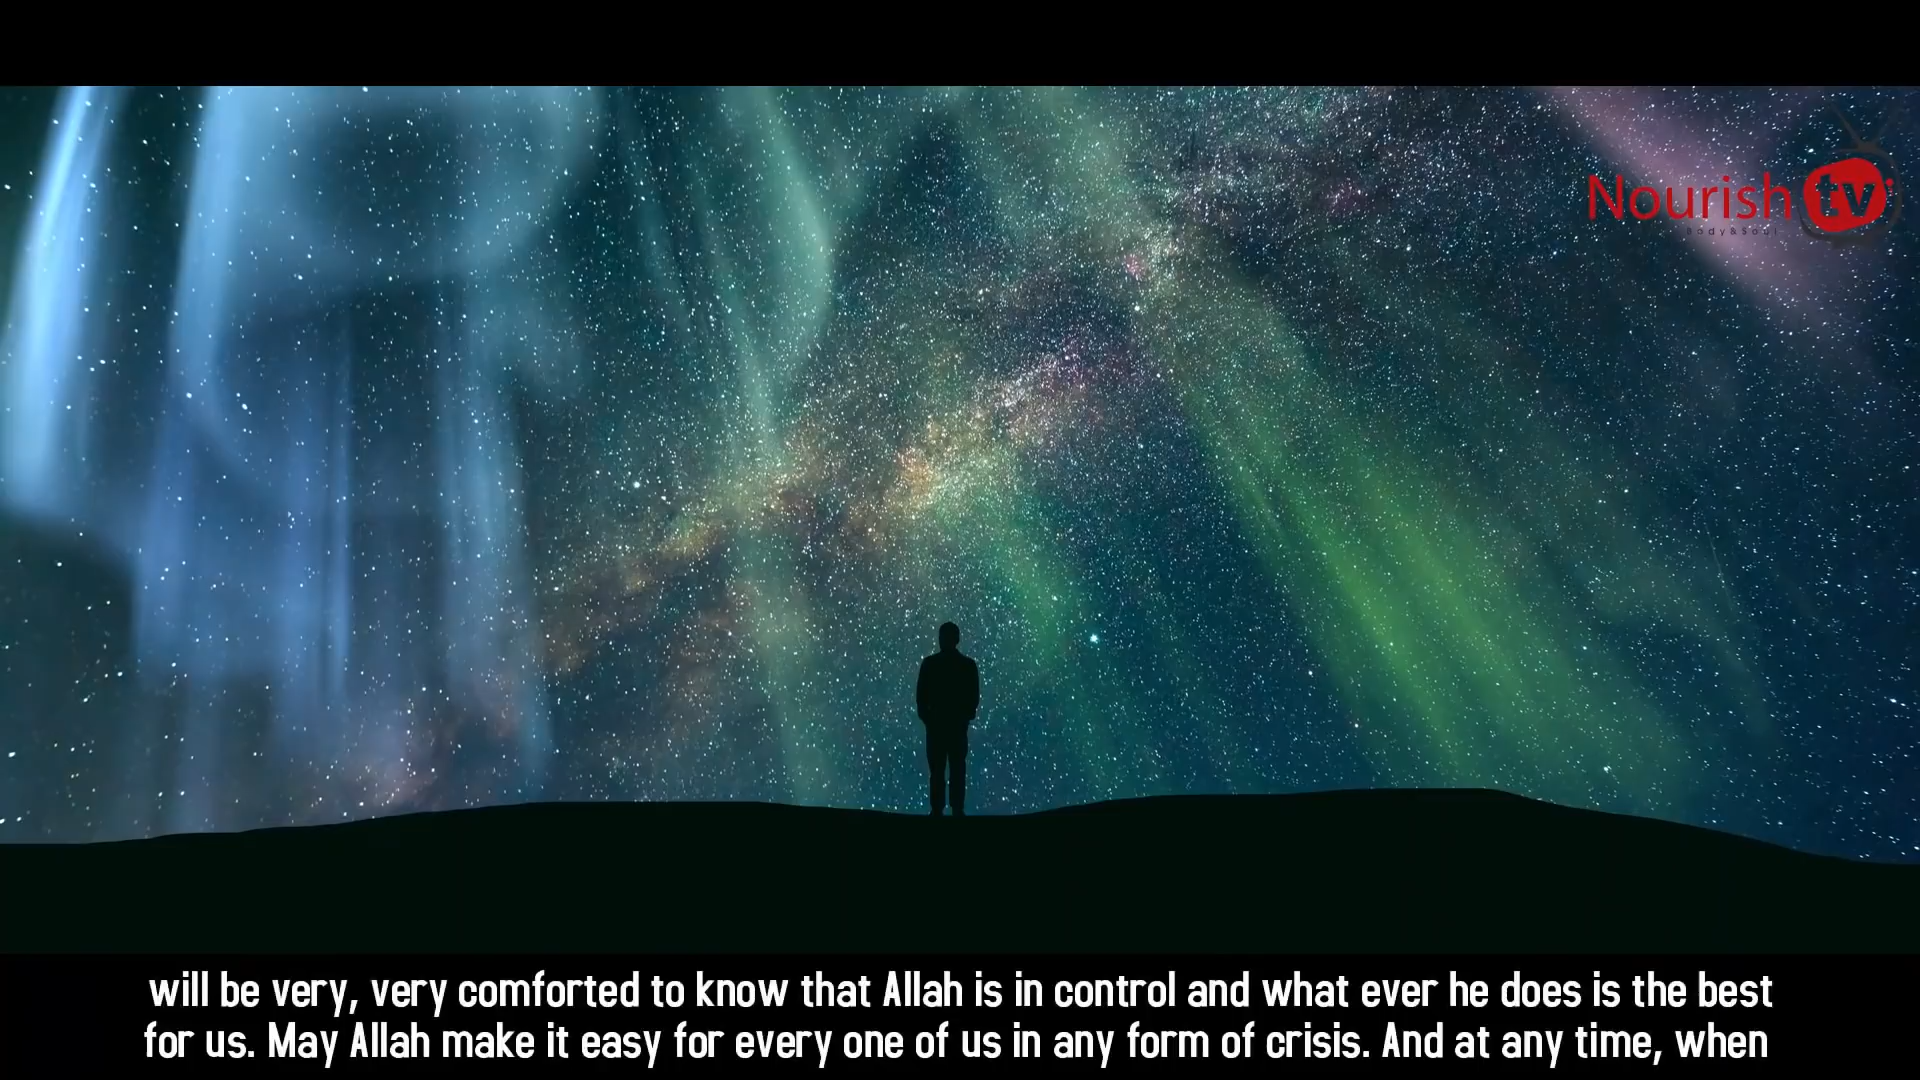 Nourish tv
Body & Soul
will be very, very comforted to know that Allah is in control and what ever he does is the best
for us. May Allah make it easy for every one of us in any form of crisis. And at any time, when